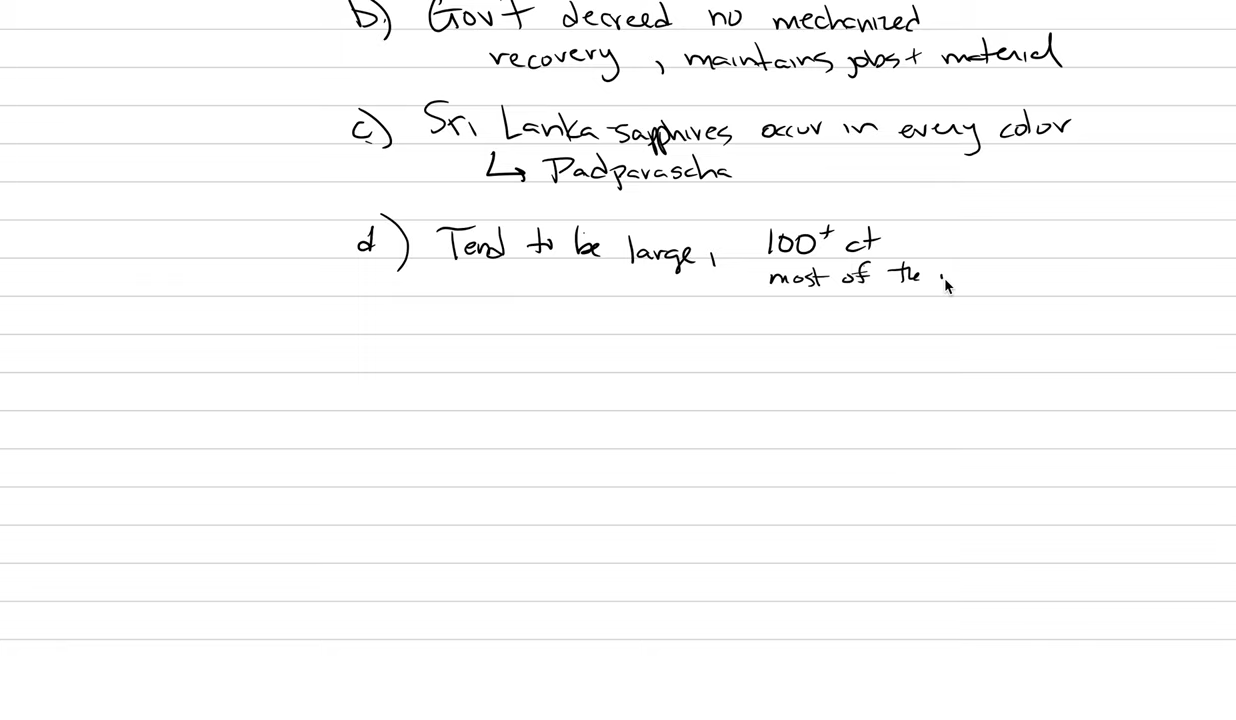 b.) Gov't decreed no mechanized
recovery, maintains jobs + material
c.) Sri Lanka - sapphires occur in every color
↳ Padparascha
d) Tend to be large, 100+ ct
most of the